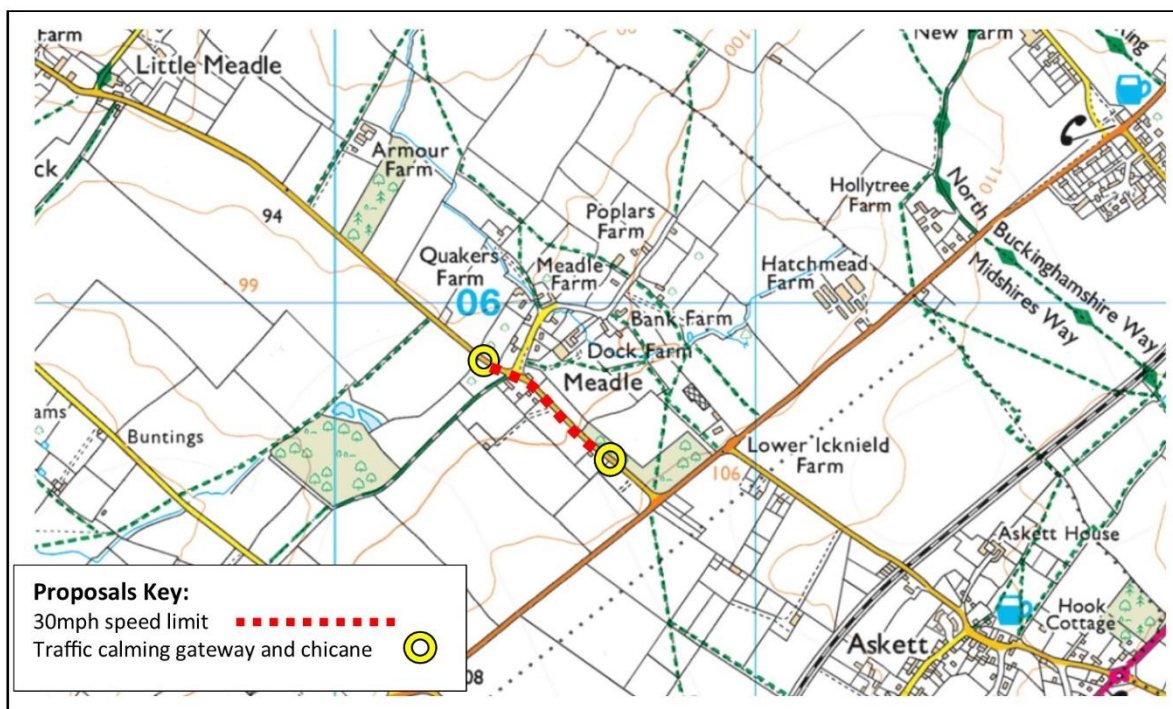 Farm
Little Meadle
ck
94
99
Armour
Farm
Quakers
Farm
06
Meadle
Farm
Poplars
Farm
Bank Farm
Dock Farm
Meadle
Hatchmead
Farm
Hollytree
Farm
New Farm
100
110
North Buckinghamshire Way
Midshires Way
ams
Buntings
Lower Icknield
Farm
106
Askett House
Hook
Cottage
Askett
08
Proposals Key:
30mph speed limit
Traffic calming gateway and chicane